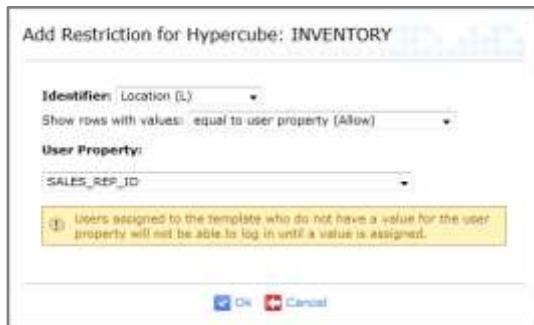 Add Restriction for Hypercube: INVENTORY
Identifier: Location (L)
Show rows with values: equal to user property (Allow)
User Property:
SALES_REP_ID
Users assigned to the template who do not have a value for the user
property will not be able to log in until a value is assigned.
Ok Cancel